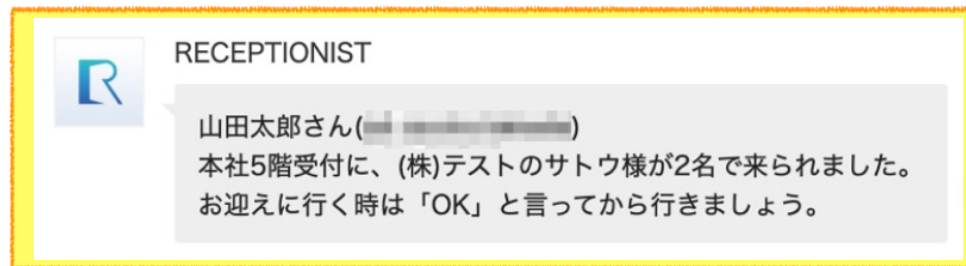 RECEPTIONIST
山田太郎さん()
本社5階受付に、(株)テストのサトウ様が2名で来られました。
お迎えに行く時は「OK」と言ってから行きましょう。